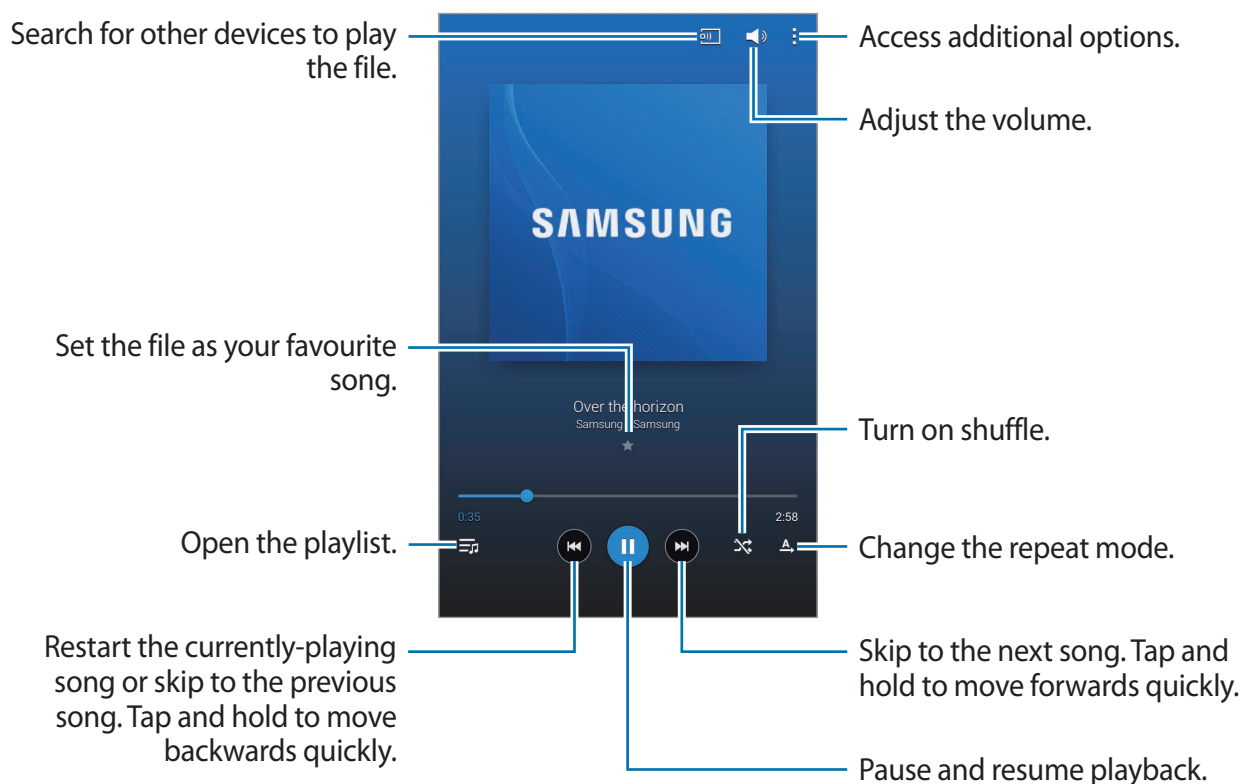 Search for other devices to play
the file.
Access additional options.
Adjust the volume.
SAMSUNG
Set the file as your favourite
song.
Over the horizon
Samsung Samsung
Turn on shuffle.
0:35
2:58
Open the playlist.
A
Change the repeat mode.
Restart the currently-playing
song or skip to the previous
song. Tap and hold to move
backwards quickly.
Skip to the next song. Tap and
hold to move forwards quickly.
Pause and resume playback.